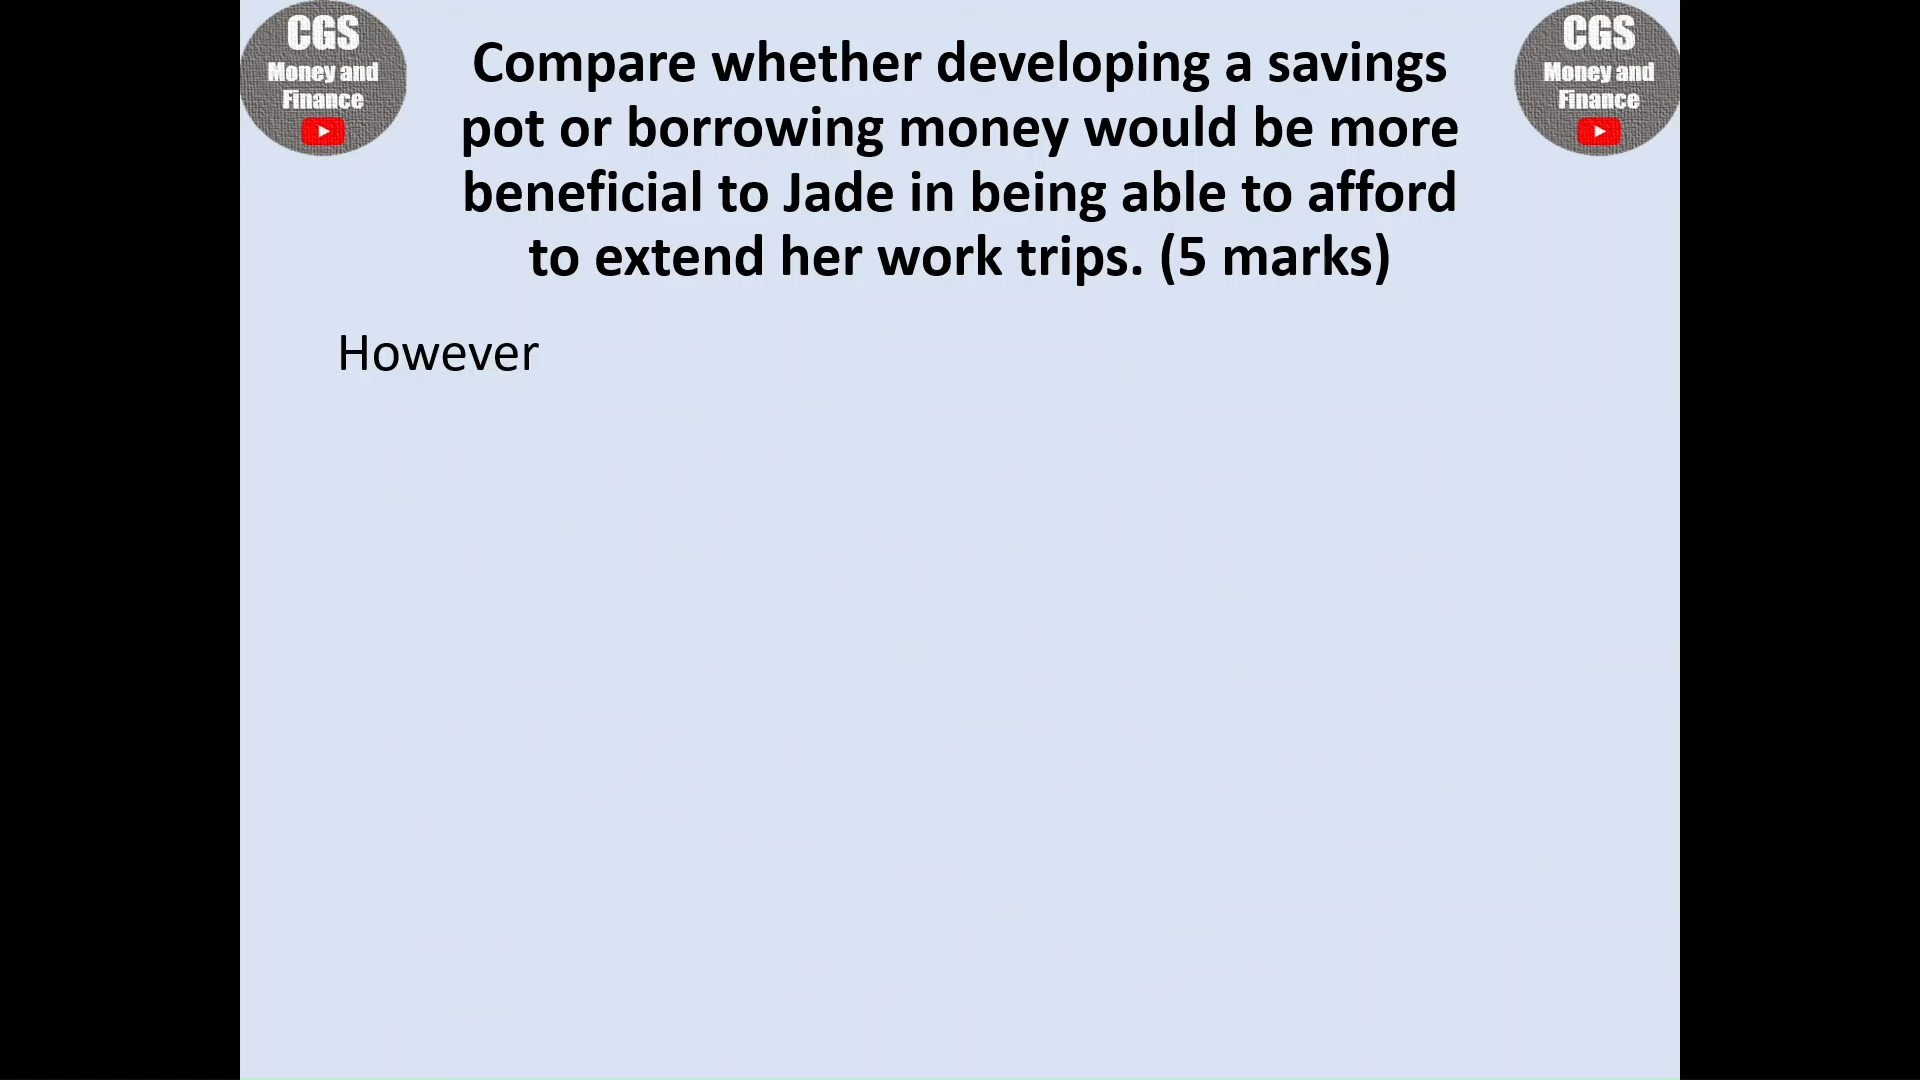 CGS
Money and
Finance
Compare whether developing a savings
pot or borrowing money would be more
beneficial to Jade in being able to afford
to extend her work trips. (5 marks)
CGS
Money and
Finance
However